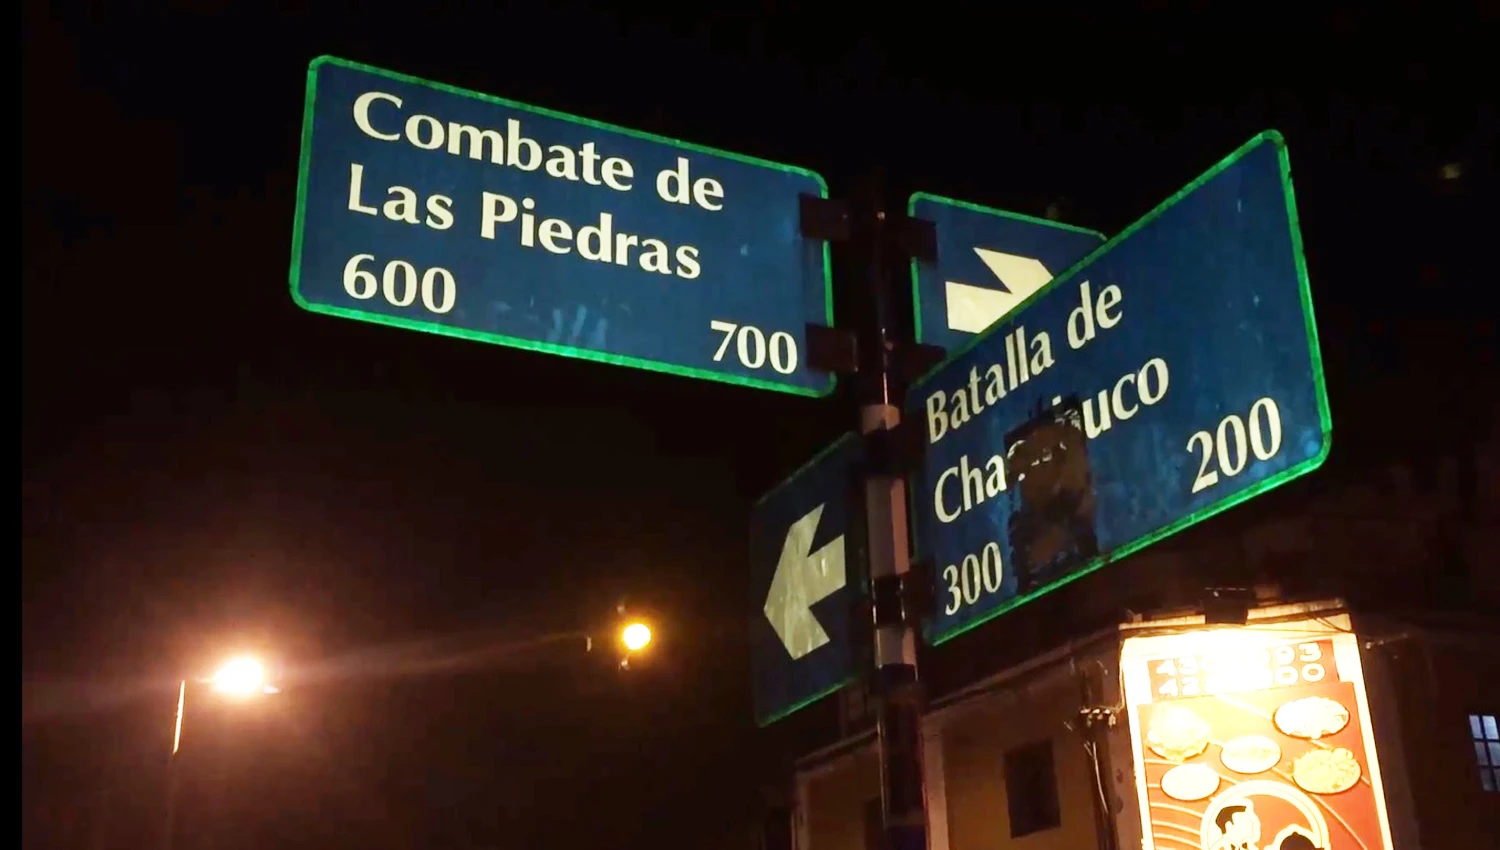 Combate de
Las Piedras
600
700
Batalla de
200
300